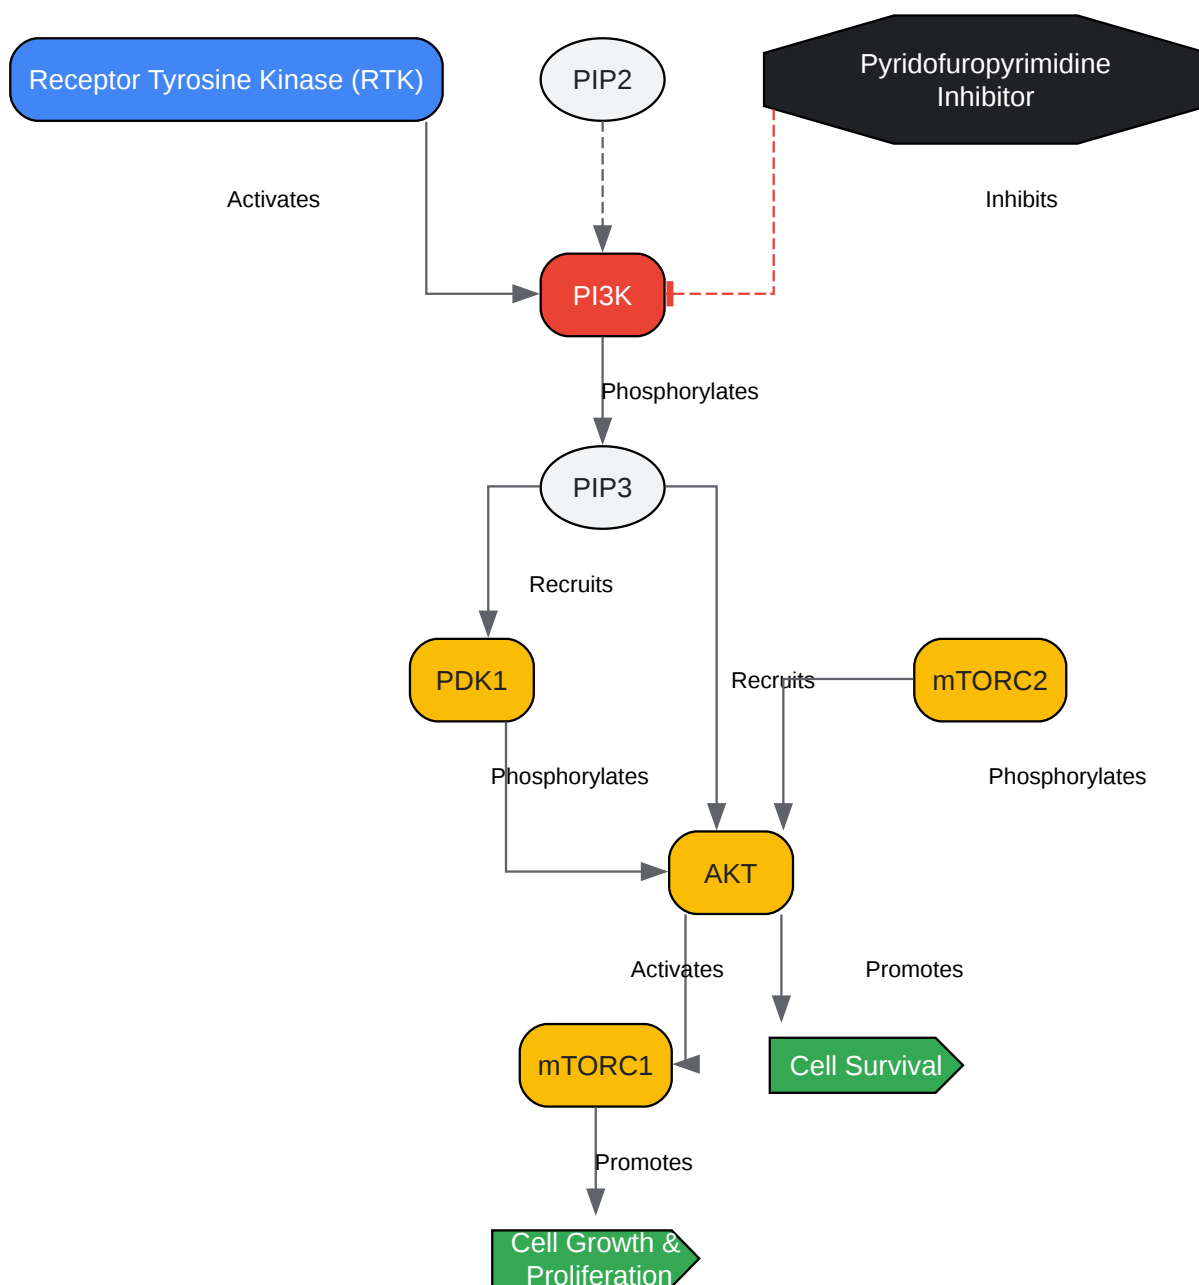 Receptor Tyrosine Kinase (RTK)
PIP2
Pyridofuropyrimidine
Inhibitor
Activates
Inhibits
PI3K
Phosphorylates
PIP3
Recruits
PDK1
Recruits
mTORC2
Phosphorylates
Phosphorylates
AKT
Activates
Promotes
mTORC1
Cell Survival
Promotes
Cell Growth &
Proliferation